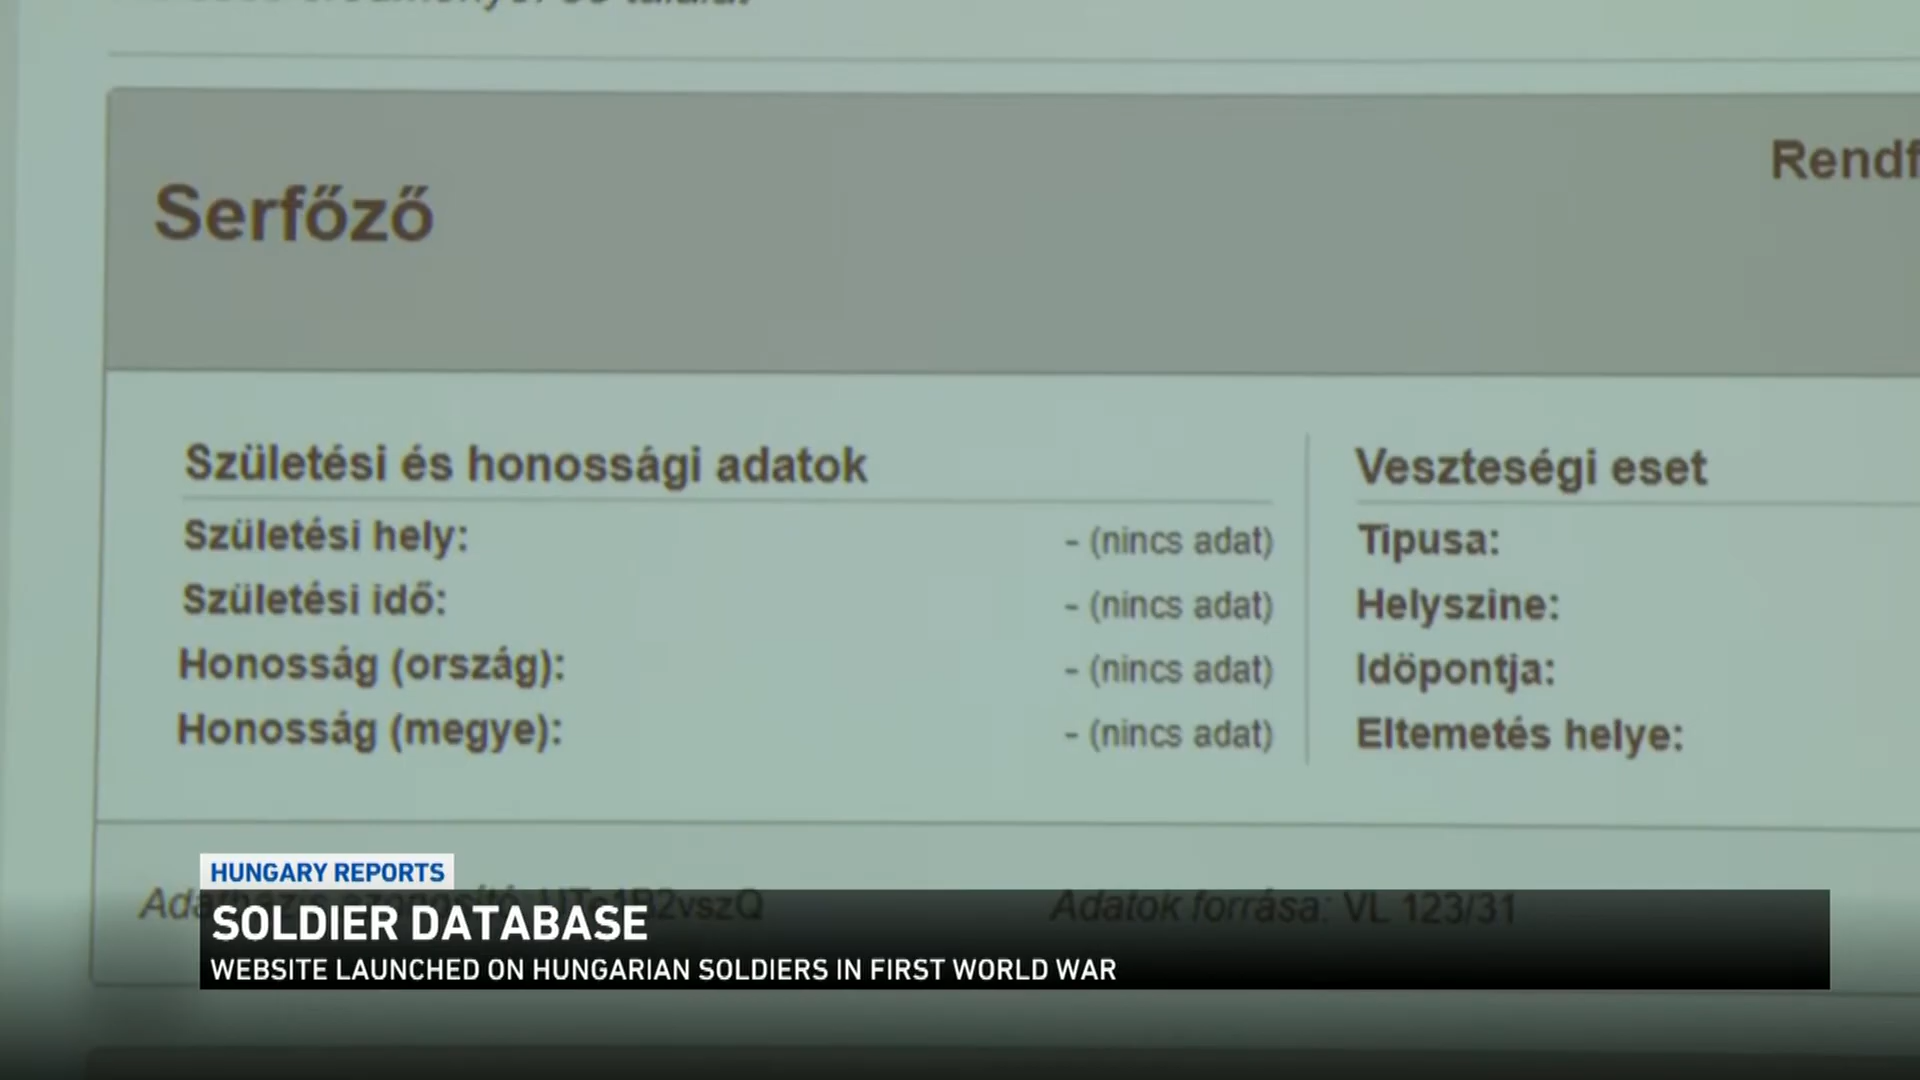 Rendf
Serfőző
Születési és honossági adatok
Születési hely: - (nincs adat)
Születési idő: - (nincs adat)
Honosság (ország): - (nincs adat)
Honosság (megye): - (nincs adat)
Veszteségi eset
Tipusa:
Helyszine:
Időpontja:
Eltemetés helye:
Adatok forrása: VL 123/31
HUNGARY REPORTS
SOLDIER DATABASE
WEBSITE LAUNCHED ON HUNGARIAN SOLDIERS IN FIRST WORLD WAR